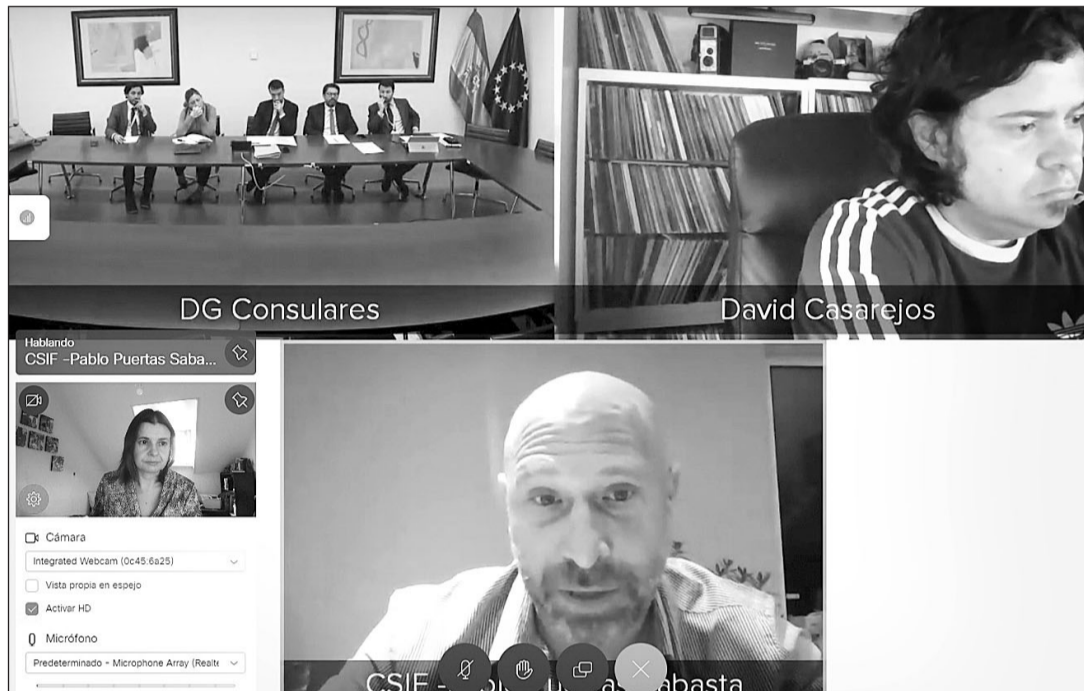 DG Consulares
David Casarejos
Hablando
CSIF –Pablo Puertas Saba...
Cámara
Integrated Webcam (0c45:6a25)
Vista propia en espejo
Activar HD
Micrófono
Predeterminado - Microphone Array (Realte
CSIF -
abasta